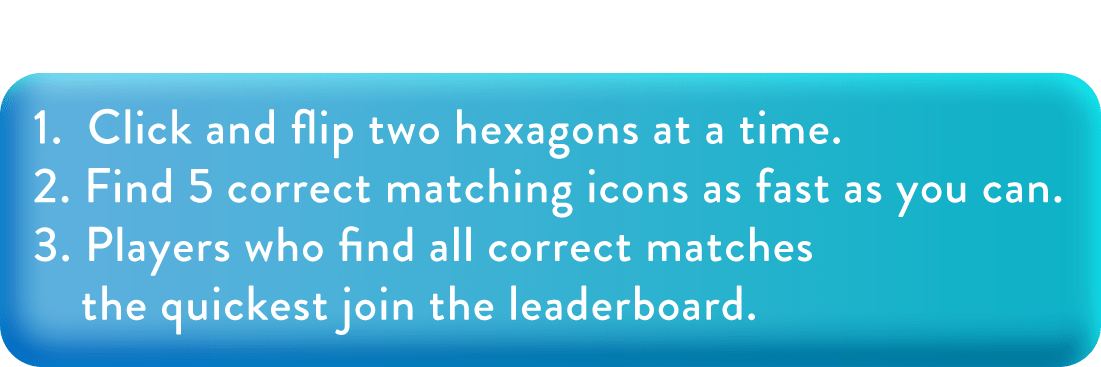 1. Click and flip two hexagons at a time.
2. Find 5 correct matching icons as fast as you can.
3. Players who find all correct matches
the quickest join the leaderboard.